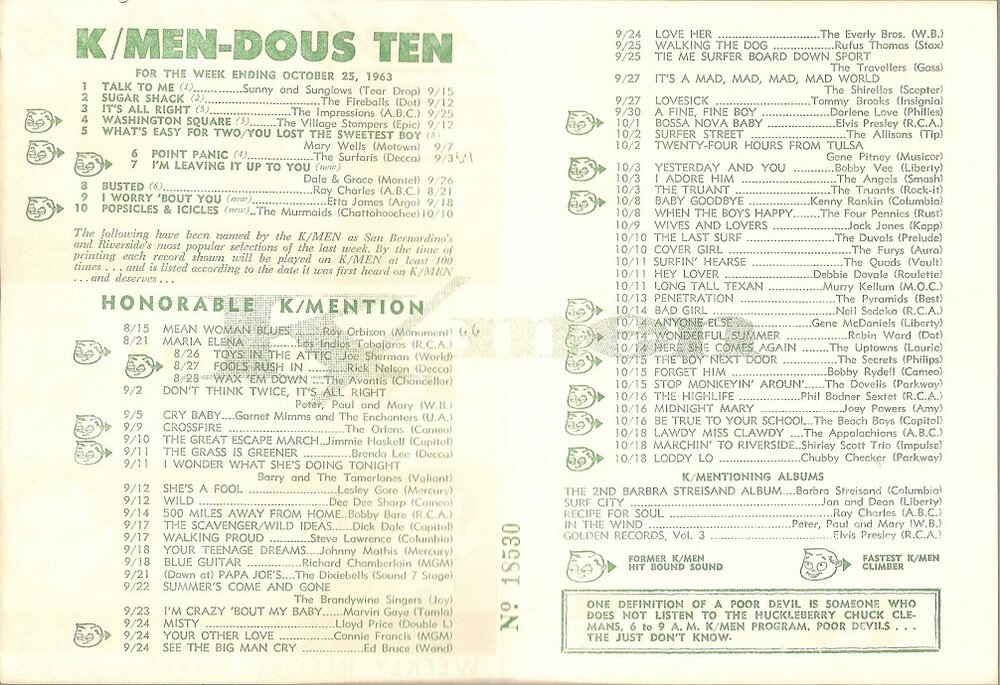 K/MEN-DOUS TEN
FOR THE WEEK ENDING OCTOBER 25, 1963
1 TALK TO ME (1)......Sunny and Sunglows (Tear Drop) 9/15
2 SUGAR SHACK (2)......The Fireballs (Dot) 9/12
3 IT'S ALL RIGHT (5)......The Impressions (A.B.C.) 9/25
4 WASHINGTON SQUARE (3)......The Village Stompers (Epic) 9/12
5 WHAT'S EASY FOR TWO/YOU LOST THE SWEETEST BOY (8)
Mary Wells (Motown) 9/7
6 POINT PANIC (4)......The Surfaris (Decca) 9/3
7 I'M LEAVING IT UP TO YOU (new)
Dale & Grace (Montel) 9/26
8 BUSTED (6)......Ray Charles (A.B.C.) 8/21
9 I WORRY 'BOUT YOU (new)......Etta James (Argo) 9/18
10 POPSICLES & ICICLES (new)..The Murmaids (Chattahoochee) 10/10
The following have been named by the K/MEN as San Bernardino's
and Riverside's most popular selections of the last week. By the time of
printing each record shown will be played on K/MEN at least 100
times . . . and is listed according to the date it was first heard on K/MEN
. . . and deserves . . .
HONORABLE K/MENTION
8/15 MEAN WOMAN BLUES......Roy Orbison (Monument) 66
8/21 MARIA ELENA......Los Indios Tabajaros (R.C.A.)
8/26 TOYS IN THE ATTIC Joe Sherman (World)
8/27 FOOLS RUSH IN......Rick Nelson (Decca)
8/28 WAX 'EM DOWN....The Avantis (Chancellor)
9/2 DON'T THINK TWICE, IT'S ALL RIGHT
Peter, Paul and Mary (W.B.)
9/5 CRY BABY....Garnet Mimms and The Enchanters (U.A.)
9/9 CROSSFIRE......The Orlons (Cameo)
9/10 THE GREAT ESCAPE MARCH..Jimmie Haskell (Capitol)
9/11 THE GRASS IS GREENER......Brenda Lee (Decca)
9/11 I WONDER WHAT SHE'S DOING TONIGHT
Barry and The Tamerlanes (Valiant)
9/12 SHE'S A FOOL......Lesley Gore (Mercury)
9/12 WILD......Dee Dee Sharp (Cameo)
9/14 500 MILES AWAY FROM HOME..Bobby Bare (R.C.A.)
9/17 THE SCAVENGER/WILD IDEAS......Dick Dale (Capitol)
9/17 WALKING PROUD......Steve Lawrence (Columbia)
9/18 YOUR TEENAGE DREAMS....Johnny Mathis (Mercury)
9/18 BLUE GUITAR......Richard Chamberlain (MGM)
9/21 (Down at) PAPA JOE'S....The Dixiebells (Sound 7 Stage)
9/22 SUMMER'S COME AND GONE
The Brandywine Singers (Joy)
9/23 I'M CRAZY 'BOUT MY BABY......Marvin Gaye (Tamla)
9/24 MISTY......Lloyd Price (Double L)
9/24 YOUR OTHER LOVE......Connie Francis (MGM)
9/24 SEE THE BIG MAN CRY......Ed Bruce (Wand)
9/24 LOVE HER......The Everly Bros. (W.B.)
9/25 WALKING THE DOG......Rufus Thomas (Stax)
9/25 TIE ME SURFER BOARD DOWN SPORT
The Travellers (Gass)
9/27 IT'S A MAD, MAD, MAD, MAD WORLD
The Shirelles (Scepter)
9/27 LOVESICK......Tommy Brooks (Insignia)
9/30 A FINE, FINE BOY......Darlene Love (Philles)
10/1 BOSSA NOVA BABY......Elvis Presley (R.C.A.)
10/2 SURFER STREET......The Allisons (Tip)
10/2 TWENTY-FOUR HOURS FROM TULSA
Gene Pitney (Musicor)
10/3 YESTERDAY AND YOU......Bobby Vee (Liberty)
10/3 I ADORE HIM......The Angels (Smash)
10/3 THE TRUANT......The Truants (Rock-it)
10/8 BABY GOODBYE......Kenny Rankin (Columbia)
10/8 WHEN THE BOYS HAPPY......The Four Pennies (Rust)
10/9 WIVES AND LOVERS......Jack Jones (Kapp)
10/10 THE LAST SURF......The Duvals (Prelude)
10/10 COVER GIRL......The Furys (Aura)
10/11 SURFIN' HEARSE......The Quads (Vault)
10/11 HEY LOVER......Debbie Dovale (Roulette)
10/11 LONG TALL TEXAN......Murry Kellum (M.O.C.)
10/13 PENETRATION......The Pyramids (Best)
10/14 BAD GIRL......Neil Sedaka (R.C.A.)
10/14 ANYONE ELSE......Gene McDaniels (Liberty)
10/14 WONDERFUL SUMMER......Robin Ward (Dot)
10/14 HERE SHE COMES AGAIN......The Uptowns (Laurie)
10/15 THE BOY NEXT DOOR......The Secrets (Philips)
10/15 FORGET HIM......Bobby Rydell (Cameo)
10/15 STOP MONKEYIN' AROUN'......The Dovells (Parkway)
10/16 THE HIGHLIFE......Phil Bodner Sextet (R.C.A.)
10/16 MIDNIGHT MARY......Joey Powers (Amy)
10/16 BE TRUE TO YOUR SCHOOL..The Beach Boys (Capitol)
10/18 LAWDY MISS CLAWDY....The Appalachians (A.B.C.)
10/18 MARCHIN' TO RIVERSIDE..Shirley Scott Trio (Impulse)
10/18 LODDY LO......Chubby Checker (Parkway)
K/MENTIONING ALBUMS
THE 2ND BARBRA STREISAND ALBUM....Barbra Streisand (Columbia)
SURF CITY......Jan and Dean (Liberty)
RECIPE FOR SOUL......Ray Charles (A.B.C.)
IN THE WIND......Peter, Paul and Mary (W.B.)
GOLDEN RECORDS, Vol. 3......Elvis Presley (R.C.A.)
FORMER K/MEN
HIT BOUND SOUND
FASTEST K/MEN
CLIMBER
ONE DEFINITION OF A POOR DEVIL IS SOMEONE WHO
DOES NOT LISTEN TO THE HUCKLEBERRY CHUCK CLE-
MANS, 6 to 9 A. M. K/MEN PROGRAM. POOR DEVILS . . .
THE JUST DON'T KNOW.
No 18530